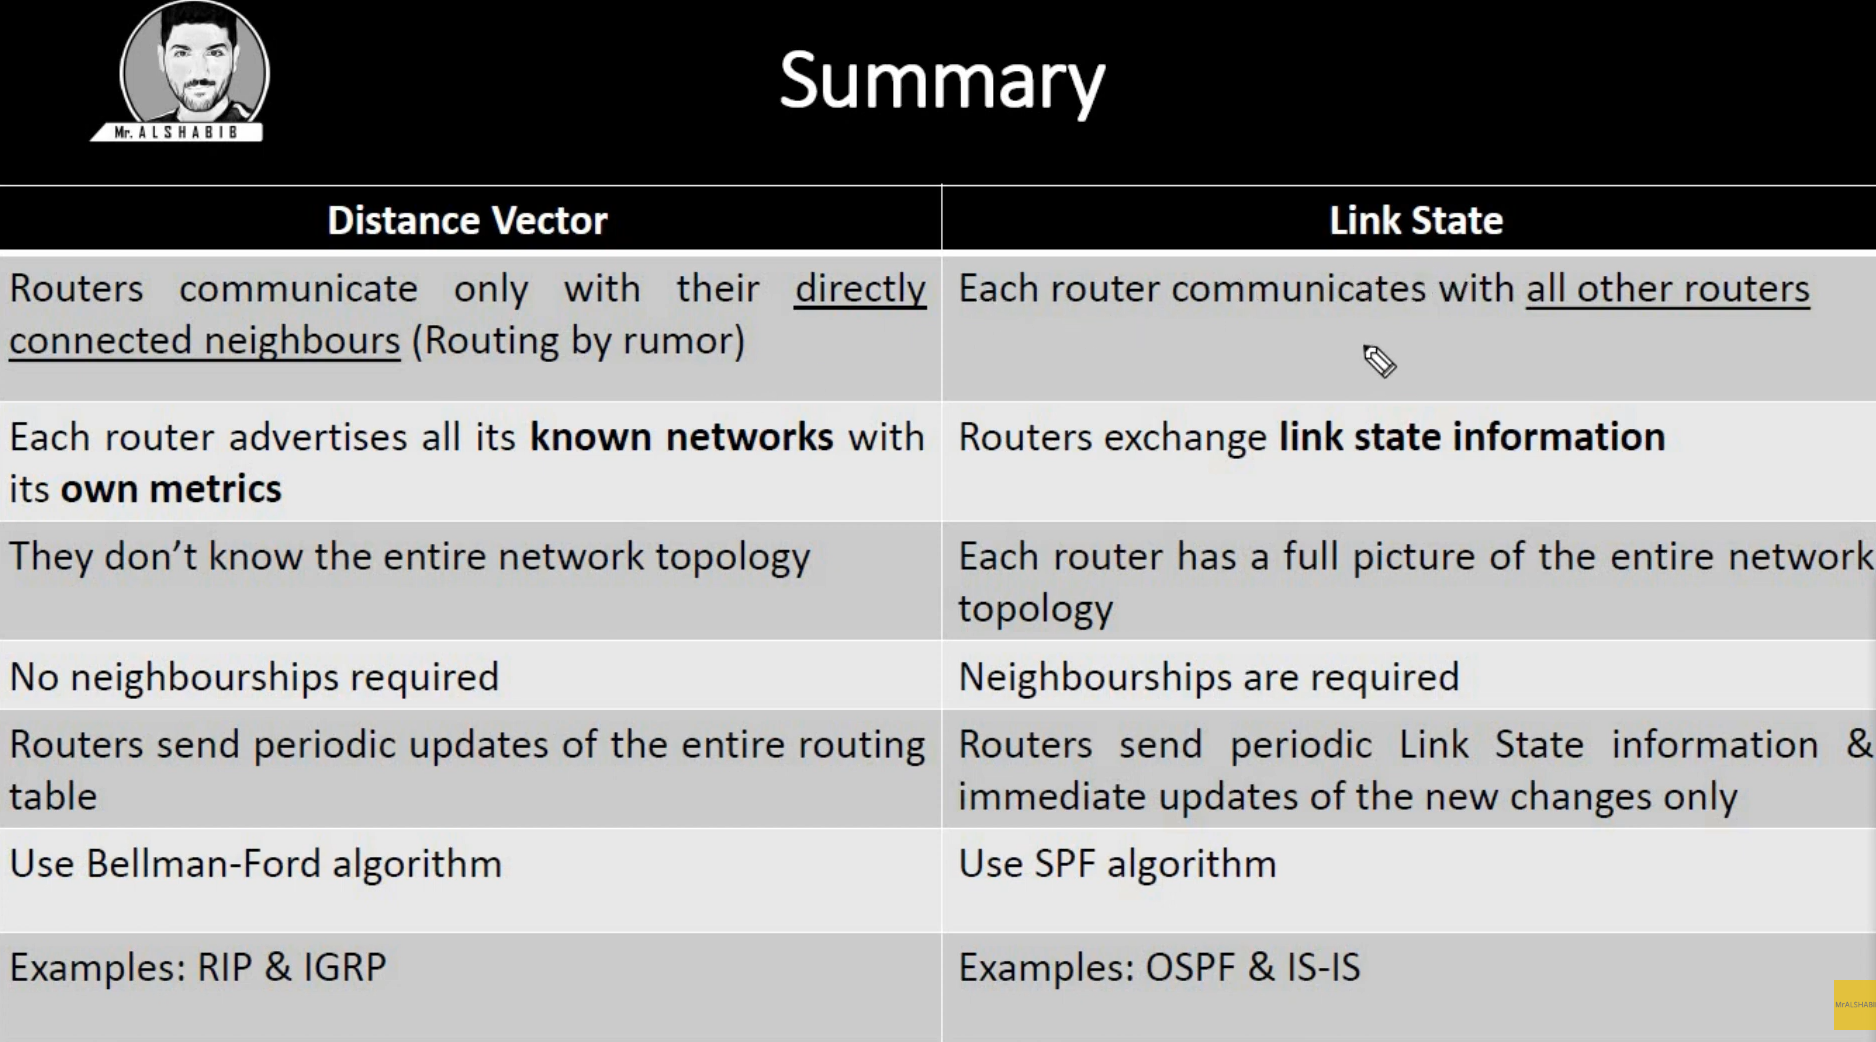 Mr. ALSHABIB
Summary
Distance Vector
Link State
Routers communicate only with their directly
connected neighbours (Routing by rumor)
Each router communicates with all other routers
Each router advertises all its known networks with
its own metrics
Routers exchange link state information
They don’t know the entire network topology
Each router has a full picture of the entire network
topology
No neighbourships required
Neighbourships are required
Routers send periodic updates of the entire routing
table
Routers send periodic Link State information &
immediate updates of the new changes only
Use Bellman-Ford algorithm
Use SPF algorithm
Examples: RIP & IGRP
Examples: OSPF & IS-IS